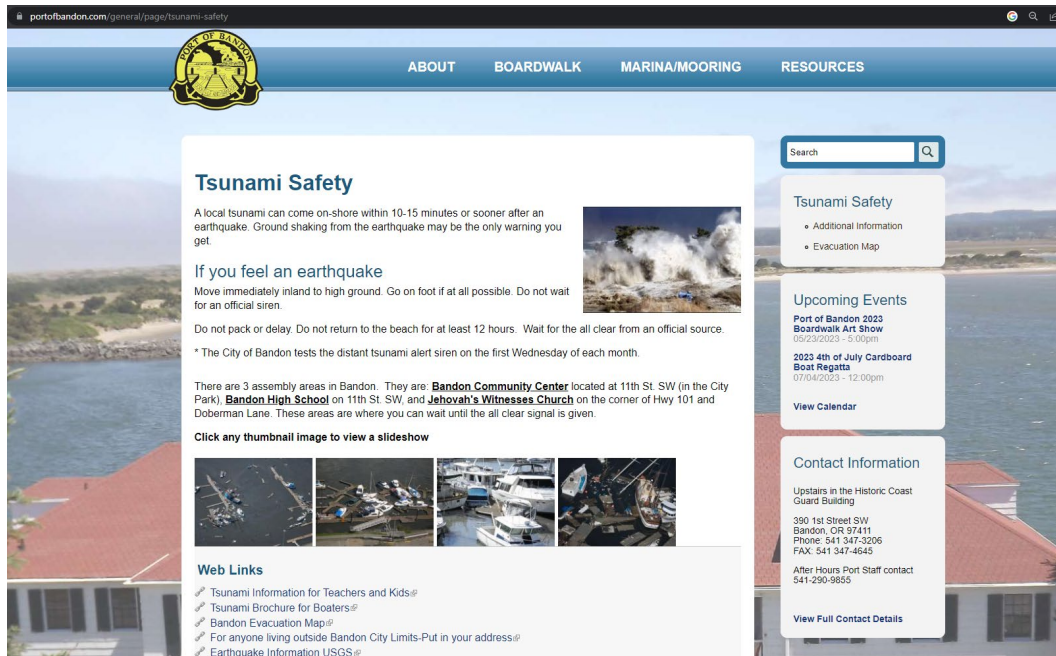 portofbandon.com/general/page/tsunami-safety
PORT OF BANDON
ABOUT
BOARDWALK
MARINA/MOORING
RESOURCES
Tsunami Safety
A local tsunami can come on-shore within 10-15 minutes or
sooner after an
earthquake. Ground shaking from the earthquake may be the only warning you
get.
If you feel an earthquake
Move immediately inland to high ground. Go on foot if at all possible. Do not wait
for an official siren.
Do not pack or delay. Do not return to the beach for at least 12 hours. Wait for the all clear from an official source.
* The City of Bandon tests the distant tsunami alert siren on the first Wednesday of each month.
There are 3 assembly areas in Bandon. They are: Bandon Community Center located at 11th St. SW (in the City
Park), Bandon High School on 11th St. SW, and Jehovah's Witnesses Church on the corner of Hwy 101 and
Doberman Lane. These areas are where you can wait until the all clear signal is given.
Click any thumbnail image to view a slideshow
Web Links
Tsunami Information for Teachers and Kids
Tsunami Brochure for Boaters
Bandon Evacuation Map
For anyone living outside Bandon City Limits-Put in your address
Earthquake Information USGS
Search
Tsunami Safety
Additional Information
Evacuation Map
Upcoming Events
Port of Bandon 2023
Boardwalk Art Show
05/23/2023 - 5:00pm
2023 4th of July Cardboard
Boat Regatta
07/04/2023 - 12:00pm
View Calendar
Contact Information
Upstairs in the Historic Coast
Guard Building
390 1st Street SW
Bandon, OR 97411
Phone: 541 347-3206
FAX: 541 347-4645
After Hours Port Staff contact
541-290-9855
View Full Contact Details